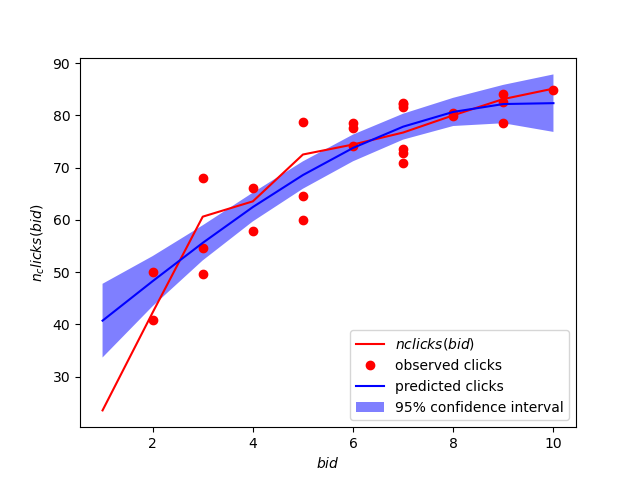 90
80
70
60
50
40
30
n_clicks(bid)
2
4
6
8
10
bid
nclicks(bid)
observed clicks
predicted clicks
95% confidence interval